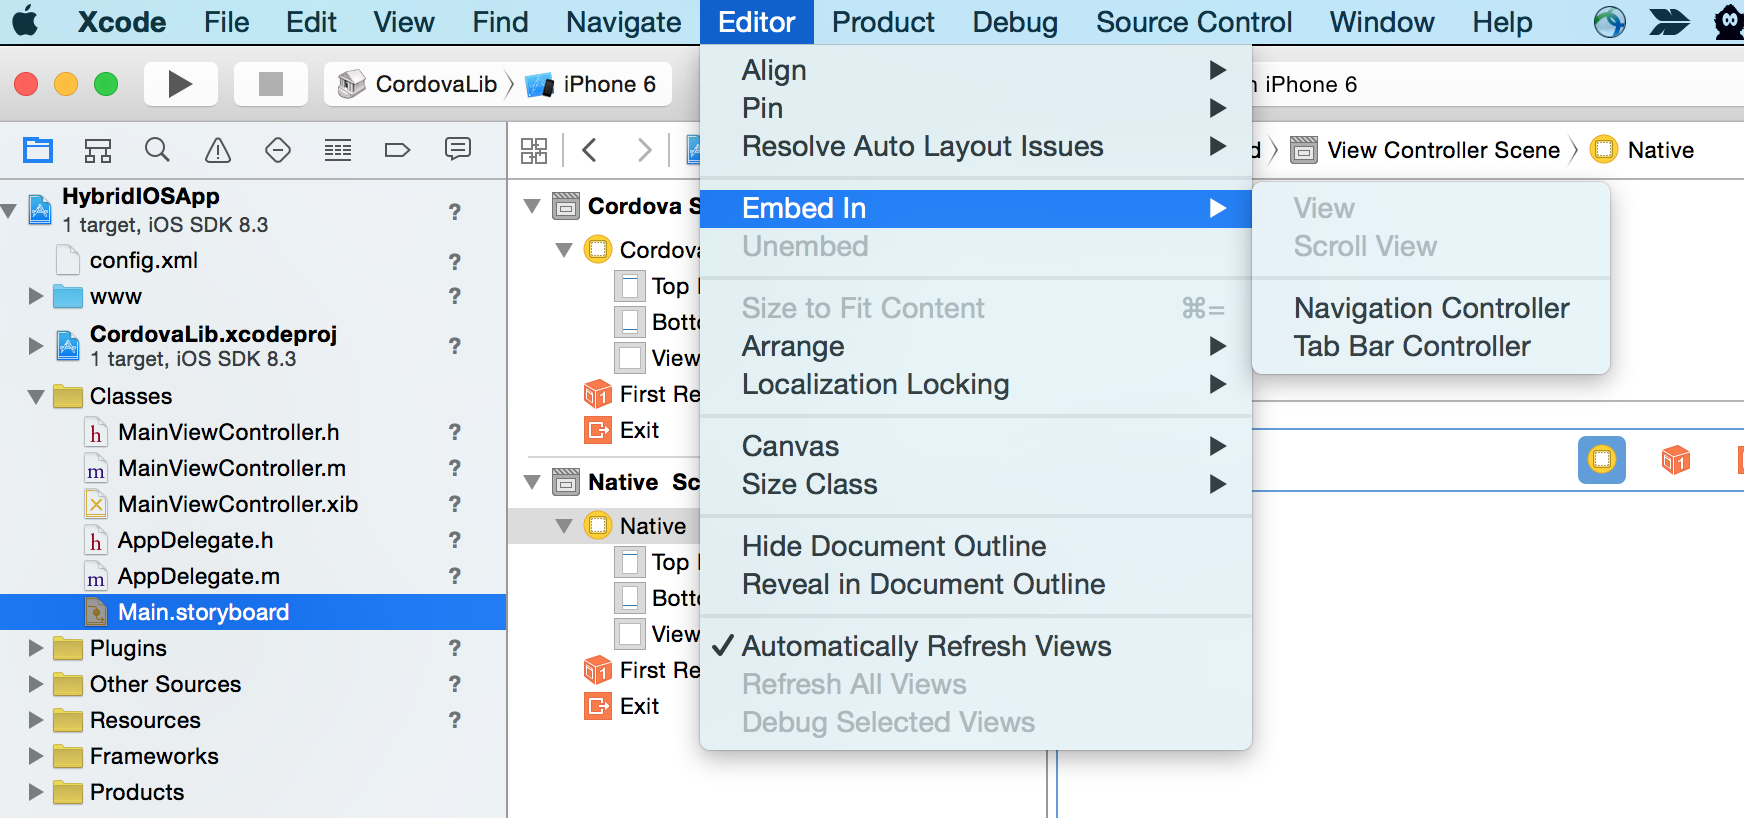 Xcode File Edit View Find Navigate Editor Product Debug Source Control Window Help
CordovaLib iPhone 6
iPhone 6
View Controller Scene Native
HybridIOSApp
1 target, iOS SDK 8.3
?
config.xml ?
www ?
CordovaLib.xcodeproj
1 target, iOS SDK 8.3
?
Classes
MainViewController.h ?
MainViewController.m ?
MainViewController.xib ?
AppDelegate.h ?
AppDelegate.m ?
Main.storyboard
Plugins ?
Other Sources ?
Resources ?
Frameworks
Products
Cordova S
Cordova
Top
Botto
View
First Re
Exit
Native Sc
Native
Top
Botto
View
First Re
Exit
Align
Pin
Resolve Auto Layout Issues
Embed In
Unembed
Size to Fit Content ⌘=
Arrange
Localization Locking
Canvas
Size Class
Hide Document Outline
Reveal in Document Outline
✓ Automatically Refresh Views
Refresh All Views
Debug Selected Views
View
Scroll View
Navigation Controller
Tab Bar Controller